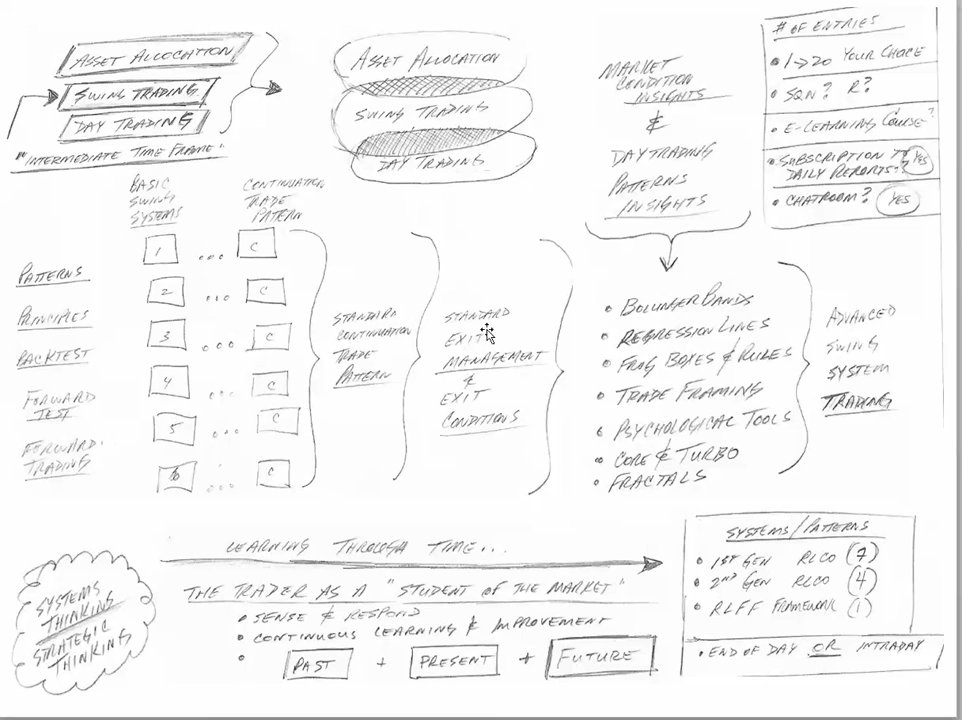 ASSET ALLOCATION
SWING TRADING
DAY TRADING
"INTERMEDIATE TIME FRAME"
ASSET ALLOCATION
SWING TRADING
DAY TRADING
MARKET
CONDITION
INSIGHTS
&
DAYTRADING
PATTERNS
INSIGHTS
# OF ENTRIES
• 1→20 YOUR CHOICE
• SQN? R?
• E-LEARNING COURSE?
• SUBSCRIPTION TO
DAILY REPORTS? YES
• CHATROOM? YES
BASIC
SWING
SYSTEMS
CONTINUATION
TRADE
PATTERN
PATTERNS
PRINCIPLES
BACKTEST
FORWARD
TEST
FORWARD-
TRADING
1 ... C
2 ... C
3 ... C
4 ... C
5 ... C
6 ... C
STANDARD
CONTINUATION
TRADE
PATTERN
STANDARD
EXIT
MANAGEMENT
&
EXIT
CONDITIONS
• BOLLINGER BANDS
• REGRESSION LINES
• FROG BOXES & RULES
• TRADE FRAMING
• PSYCHOLOGICAL TOOLS
• CORE & TURBO
• FRACTALS
ADVANCED
SWING
SYSTEM
TRADING
SYSTEMS
THINKING
STRATEGIC
THINKING
LEARNING THROUGH TIME...
THE TRADER AS A "STUDENT OF THE MARKET"
• SENSE & RESPOND
• CONTINUOUS LEARNING & IMPROVEMENT
• PAST + PRESENT + FUTURE
SYSTEMS/PATTERNS
• 1ST GEN RLCO (7)
• 2ND GEN RLCO (4)
• RLFF FRAMEWORK (1)
• END OF DAY OR INTRADAY